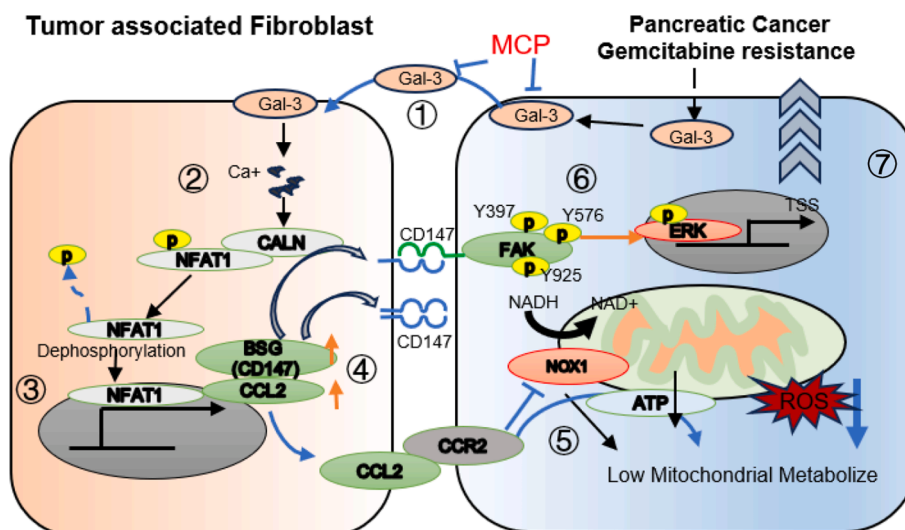 Tumor associated Fibroblast
MCP
Pancreatic Cancer
Gemcitabine resistance
Gal-3
Gal-3
①
Gal-3
Gal-3
②
Ca+
⑥
⑦
p
p
NFAT1
CALN
CD147
Y397
p
Y576
p
FAK
p
Y925
p
ERK
TSS
NFAT1
Dephosphorylation
BSG
(CD147)
CCL2
④
CD147
NADH
NAD+
NOX1
③
NFAT1
ATP
ROS
CCL2
CCR2
⑤
Low Mitochondrial Metabolize